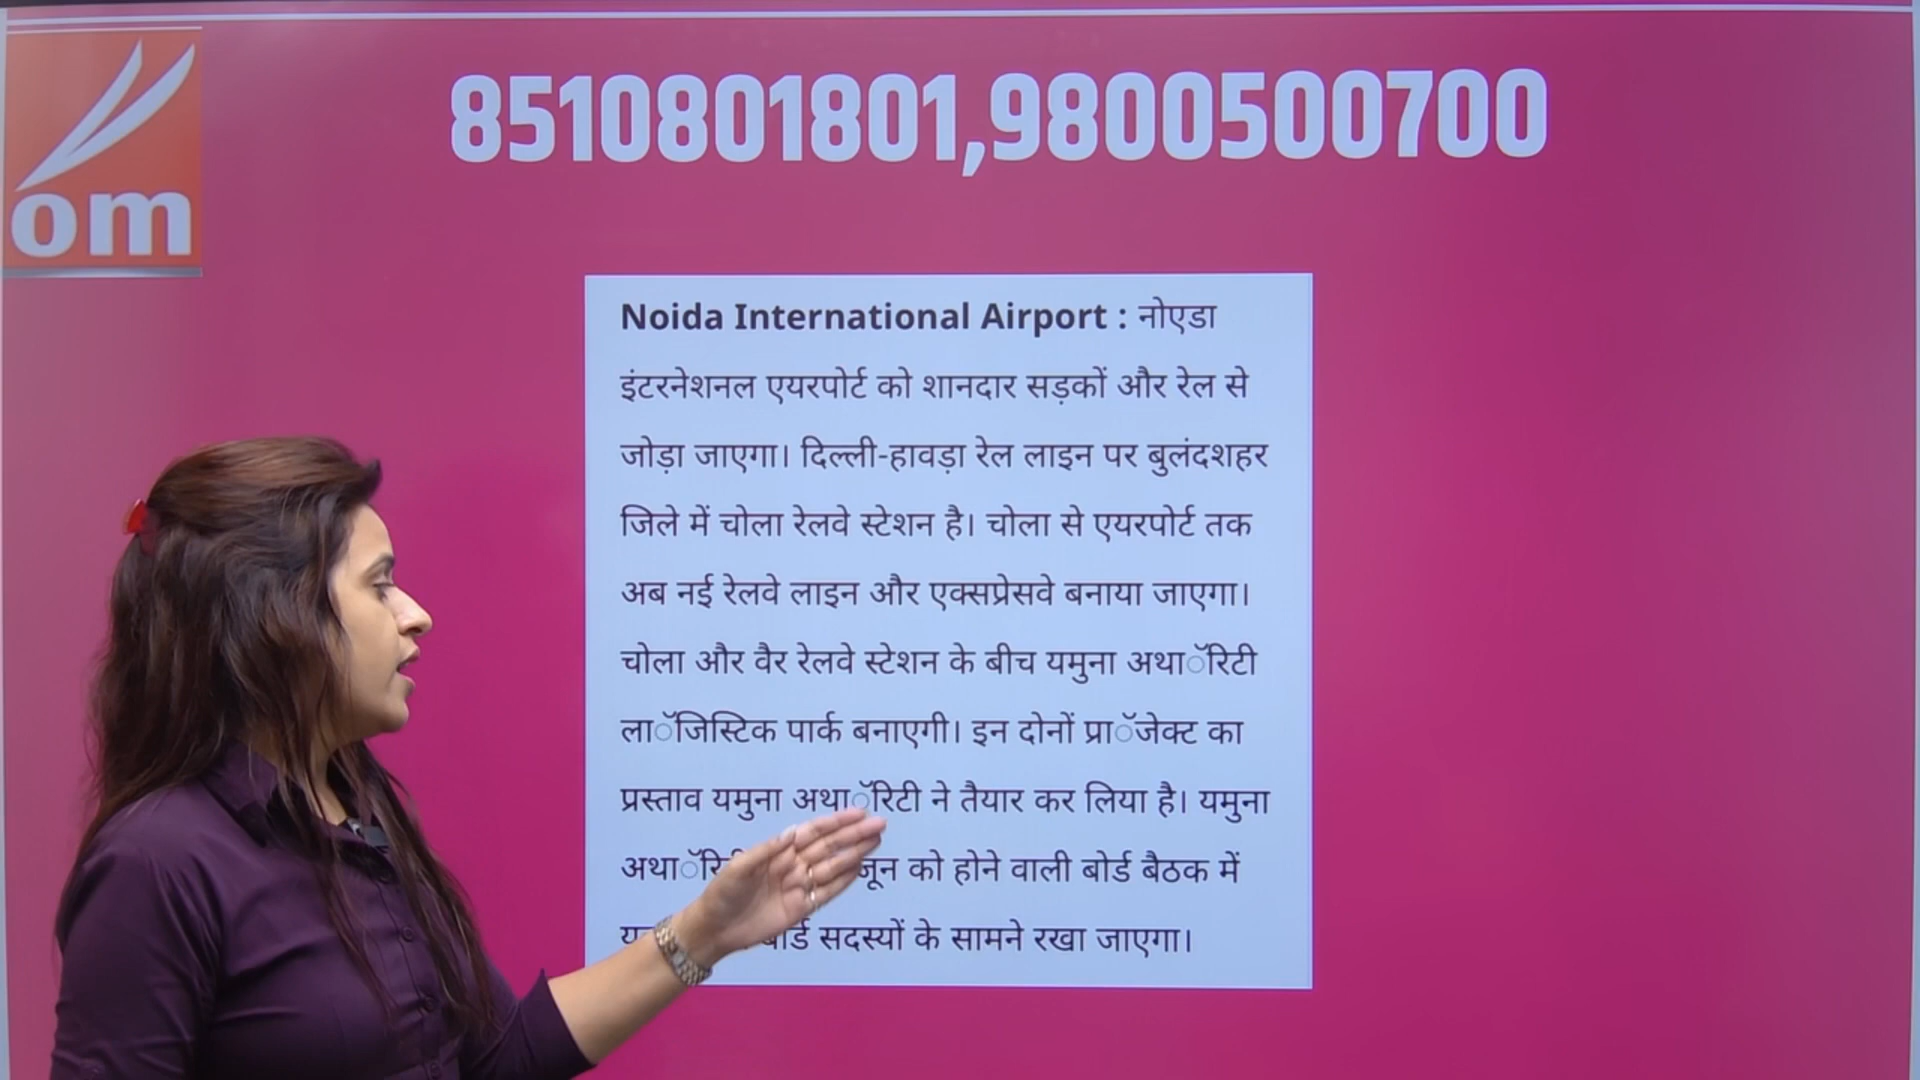 om
8510801801,9800500700
Noida International Airport : नोएडा
इंटरनेशनल एयरपोर्ट को शानदार सड़कों और रेल से
जोड़ा जाएगा। दिल्ली-हावड़ा रेल लाइन पर बुलंदशहर
जिले में चोला रेलवे स्टेशन है। चोला से एयरपोर्ट तक
अब नई रेलवे लाइन और एक्सप्रेसवे बनाया जाएगा।
चोला और वैर रेलवे स्टेशन के बीच यमुना अथाॅरिटी
लाॅजिस्टिक पार्क बनाएगी। इन दोनों प्राॅजेक्ट का
प्रस्ताव यमुना अथाॅरिटी ने तैयार कर लिया है। यमुना
जून को होने वाली बोर्ड बैठक में
सदस्यों के सामने रखा जाएगा।